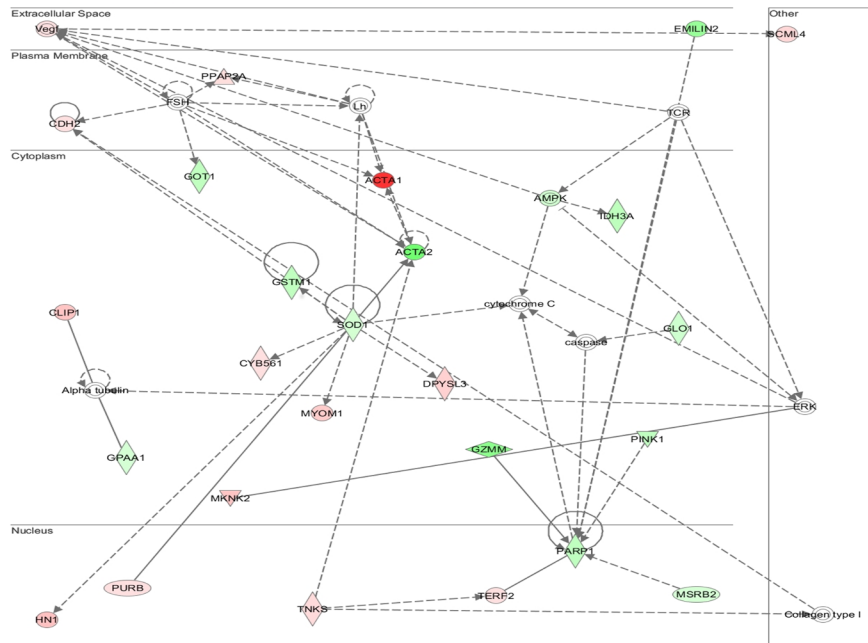 Extracellular Space
Other
Vegf
EMILIN2
SCML4
Plasma Membrane
PPAP2A
FSH
Lh
TCR
CDH2
Cytoplasm
GOT1
ACTA1
AMPK
IDH3A
ACTA2
GSTM1
cytochrome C
CLIP1
SOD1
GLO1
caspase
CYB561
DPYSL3
Alpha tubulin
MYOM1
ERK
PINK1
GZMM
GPAA1
MKNK2
Nucleus
PARP1
PURB
TERF2
MSRB2
TNKS
HN1
Collagen type I